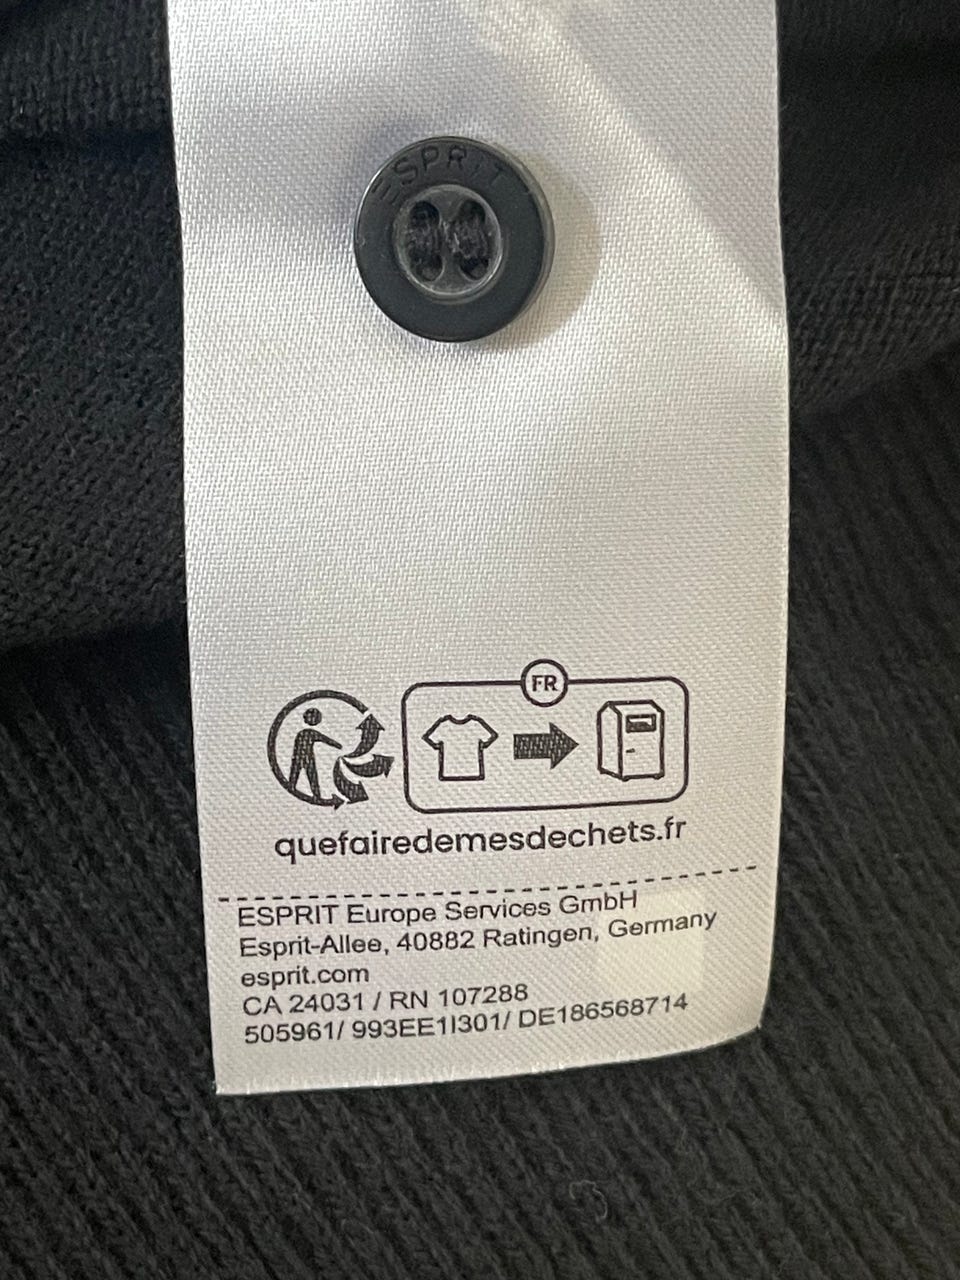 ESPRIT
FR
quefairedemesdechets.fr
ESPRIT Europe Services GmbH
Esprit-Allee, 40882 Ratingen, Germany
esprit.com
CA 24031 / RN 107288
505961/ 993EE1I301/ DE186568714